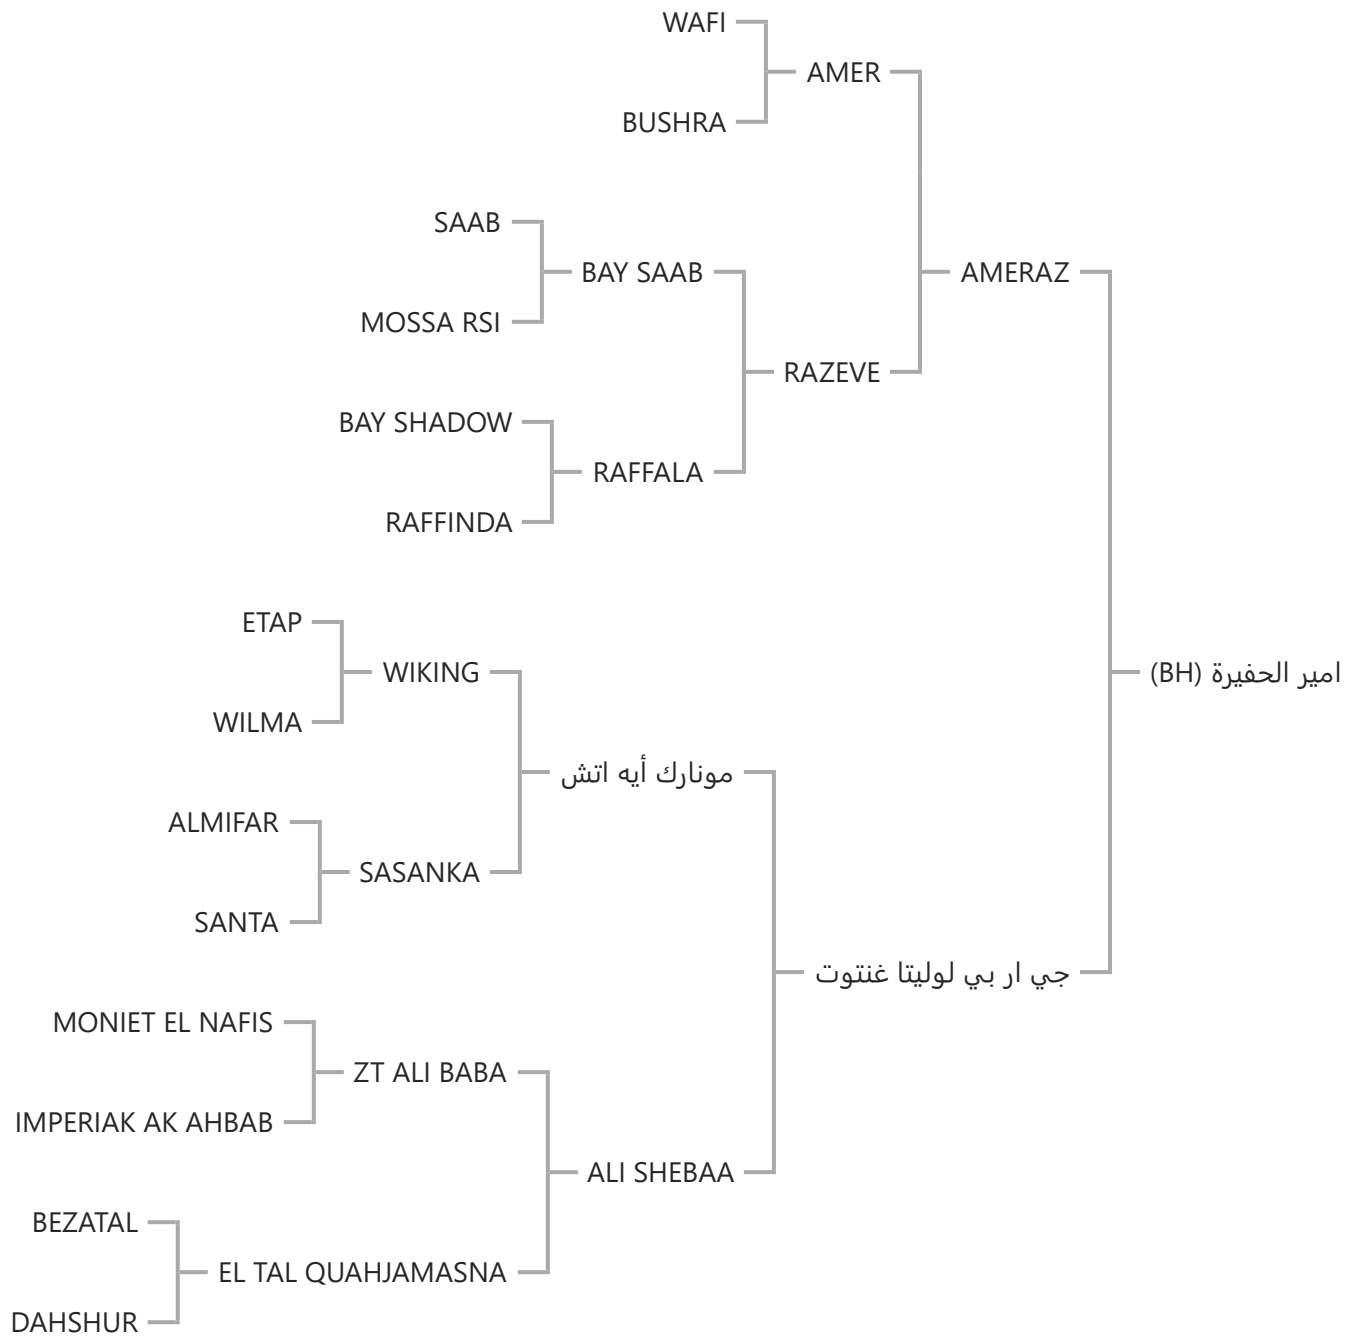 WAFI
AMER
BUSHRA
SAAB
BAY SAAB
AMERAZ
MOSSA RSI
RAZEVE
BAY SHADOW
RAFFALA
RAFFINDA
ETAP
WIKING
امير الحفيرة (BH)
WILMA
مونارك أيه اتش
ALMIFAR
SASANKA
SANTA
جي ار بي لوليتا غنتوت
MONIET EL NAFIS
ZT ALI BABA
IMPERIAK AK AHBAB
ALI SHEBAA
BEZATAL
EL TAL QUAHJAMASNA
DAHSHUR